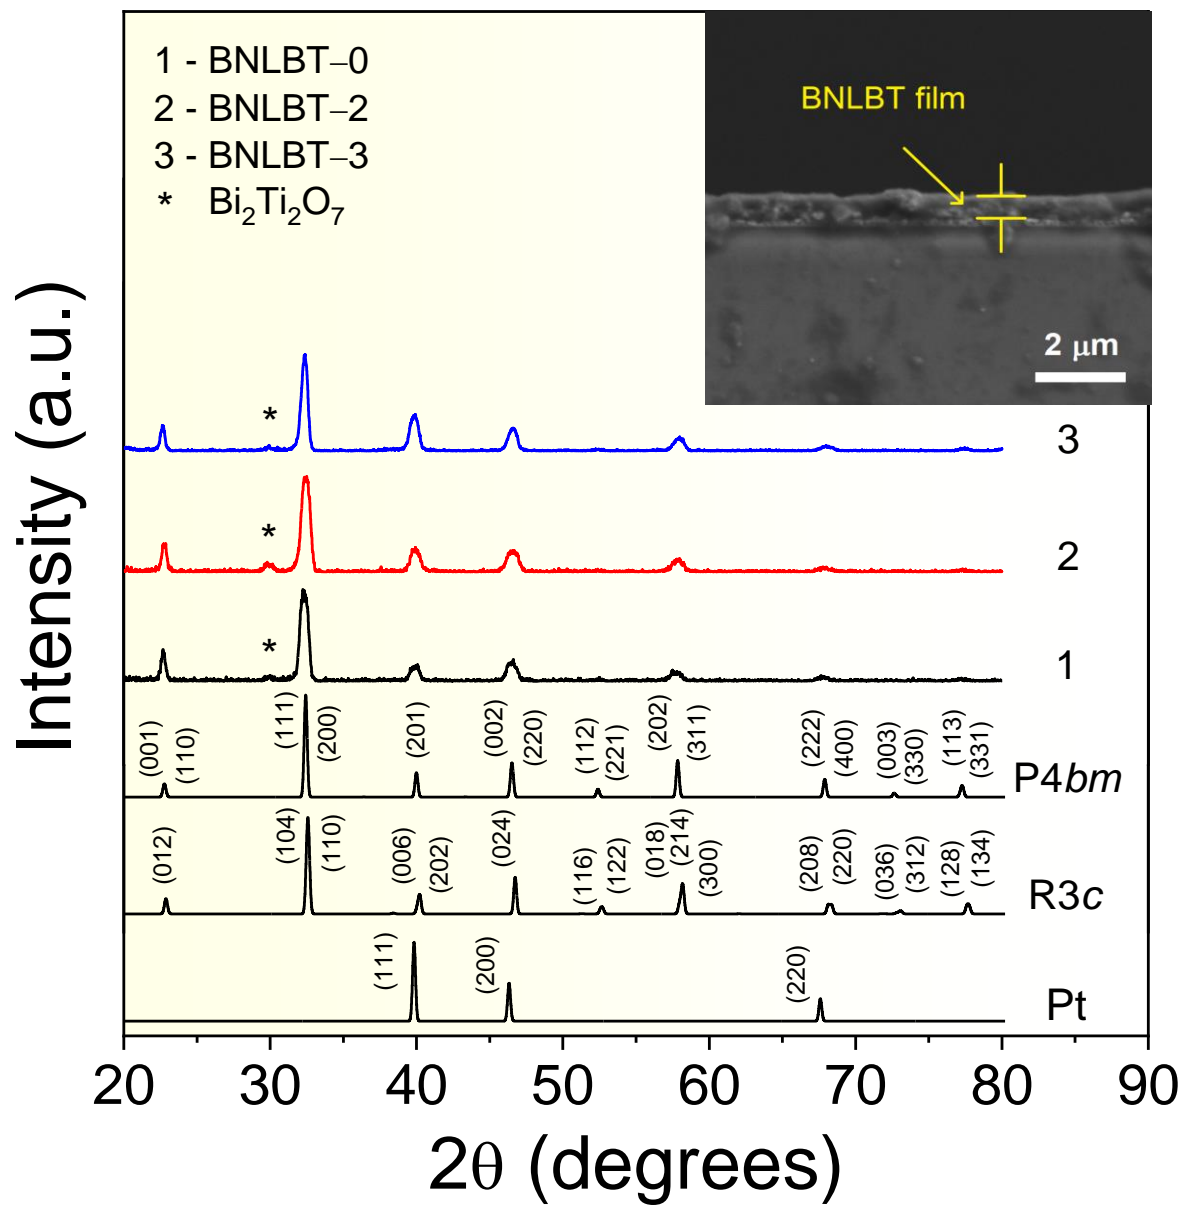 1 - BNLBT–0
2 - BNLBT–2
3 - BNLBT–3
* Bi₂Ti₂O₇
BNLBT film
2 μm
Intensity (a.u.)
*
3
*
2
*
1
(001) (110) (111) (200) (201) (002) (220) (112) (221) (202) (311) (222) (400) (003) (330) (113) (331)
P4bm
(012) (104) (110) (006) (202) (024) (116) (122) (018) (214) (300) (208) (220) (036) (312) (128) (134)
R3c
(111) (200) (220)
Pt
20 30 40 50 60 70 80 90
2θ (degrees)